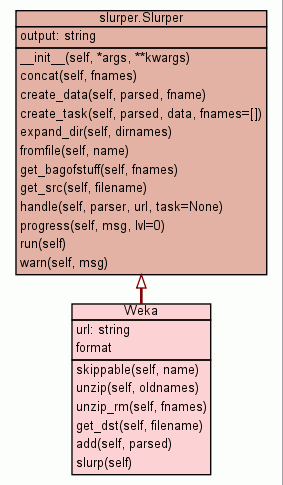 slurper.Slurper
output: string
__init__(self, *args, **kwargs)
concat(self, fnames)
create_data(self, parsed, fname)
create_task(self, parsed, data, fnames=[])
expand_dir(self, dirnames)
fromfile(self, name)
get_bagofstuff(self, fnames)
get_src(self, filename)
handle(self, parser, url, task=None)
progress(self, msg, lvl=0)
run(self)
warn(self, msg)
Weka
url: string
format
skippable(self, name)
unzip(self, oldnames)
unzip_rm(self, fnames)
get_dst(self, filename)
add(self, parsed)
slurp(self)